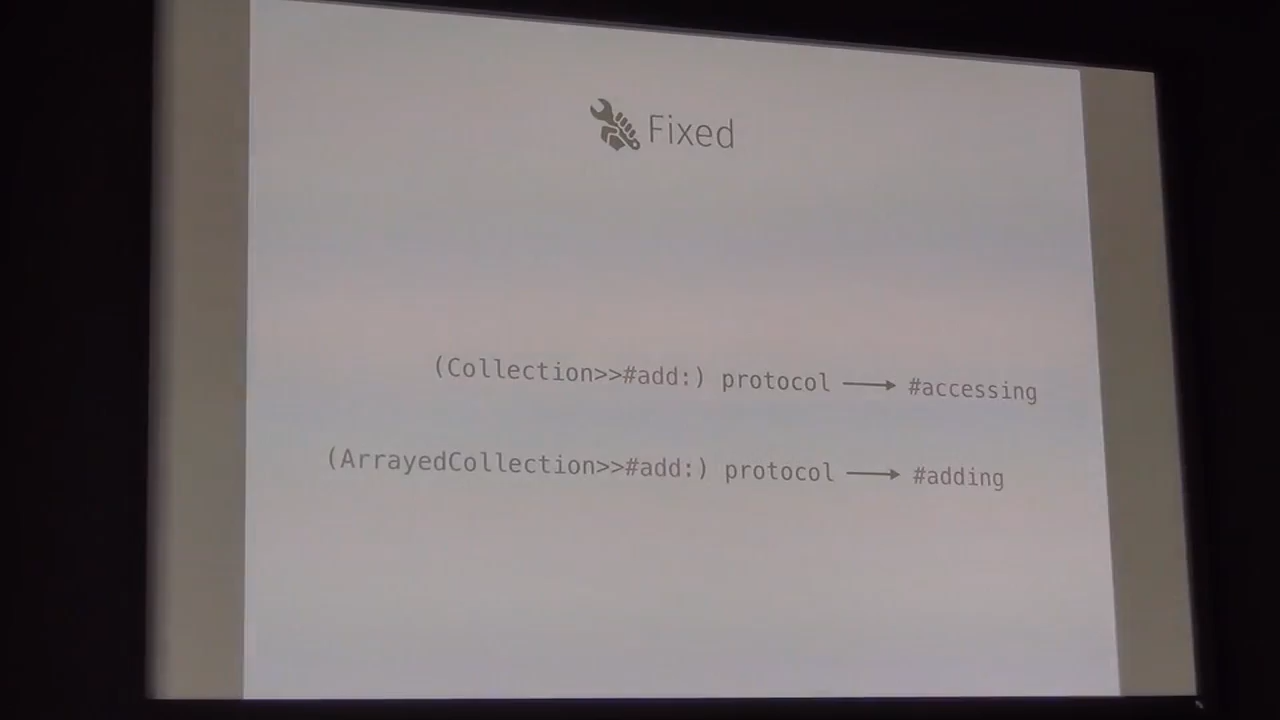 Fixed
(Collection>>#add:) protocol → #accessing
(ArrayedCollection>>#add:) protocol → #adding